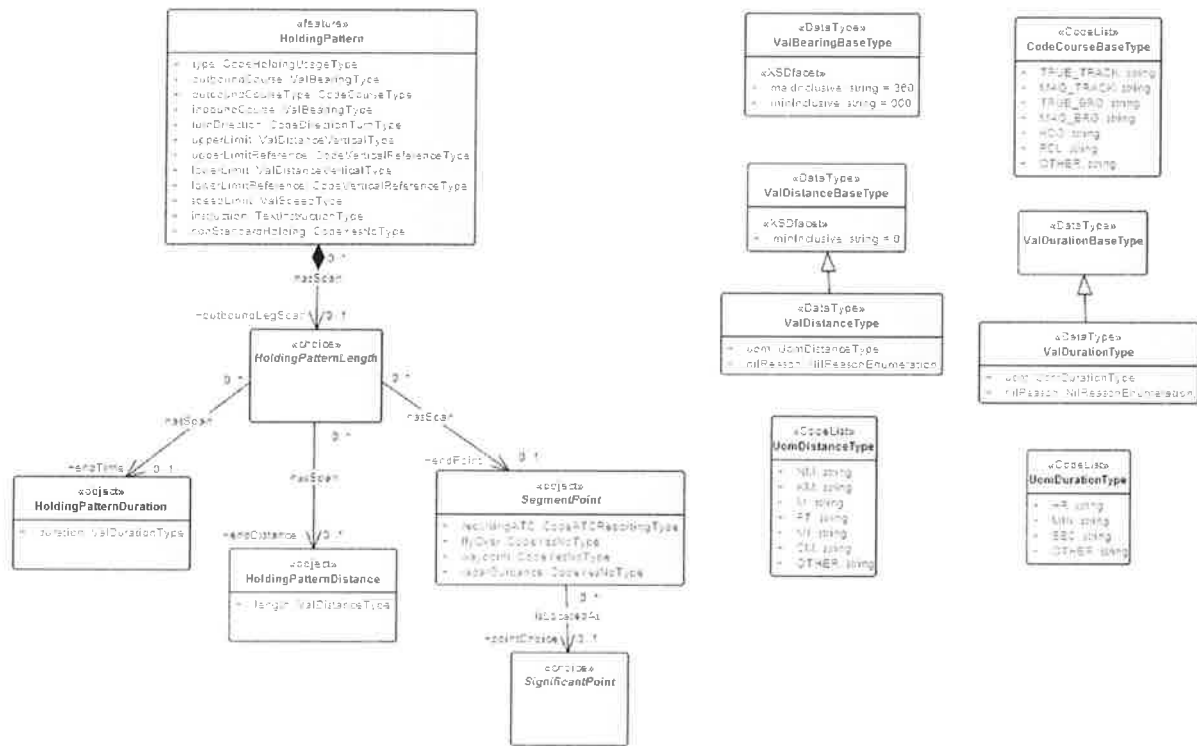 «feature»
HoldingPattern
+ type: CodeHoldingUsageType
+ outboundCourse: ValBearingType
+ outboundCourseType: CodeCourseType
+ inboundCourse: ValBearingType
+ turnDirection: CodeDirectionTurnType
+ upperLimit: ValDistanceVerticalType
+ upperLimitReference: CodeVerticalReferenceType
+ lowerLimit: ValDistanceVerticalType
+ lowerLimitReference: CodeVerticalReferenceType
+ speedLimit: ValSpeedType
+ instruction: TextInstructionType
+ nonStandardHolding: CodeYesNoType
0..*
hasSpan
+outboundLegSpan 0..1
«choice»
HoldingPatternLength
0..*
0..*
hasSpan
hasSpan
0..*
hasSpan
+endTime 0..1
+endPoint 0..1
«object»
HoldingPatternDuration
+ duration: ValDurationType
+endDistance 0..1
«object»
HoldingPatternDistance
+ length: ValDistanceType
«object»
SegmentPoint
+ reportingATC: CodeATCReportingType
+ flyOver: CodeYesNoType
+ waypoint: CodeYesNoType
+ radarGuidance: CodeYesNoType
0..*
isLocatedAt
+pointChoice 0..1
«choice»
SignificantPoint
«DataType»
ValBearingBaseType
«XSDfacet»
+ maxInclusive: string = 360
+ minInclusive: string = 000
«CodeList»
CodeCourseBaseType
+ TRUE_TRACK: string
+ MAG_TRACK: string
+ TRUE_BRG: string
+ MAG_BRG: string
+ HDG: string
+ RDL: string
+ OTHER: string
«DataType»
ValDistanceBaseType
«XSDfacet»
+ minInclusive: string = 0
«DataType»
ValDurationBaseType
«DataType»
ValDistanceType
+ uom: UomDistanceType
+ nilReason: NilReasonEnumeration
«DataType»
ValDurationType
+ uom: UomDurationType
+ nilReason: NilReasonEnumeration
«CodeList»
UomDistanceType
+ NM: string
+ KM: string
+ M: string
+ FT: string
+ MI: string
+ CM: string
+ OTHER: string
«CodeList»
UomDurationType
+ HR: string
+ MIN: string
+ SEC: string
+ OTHER: string